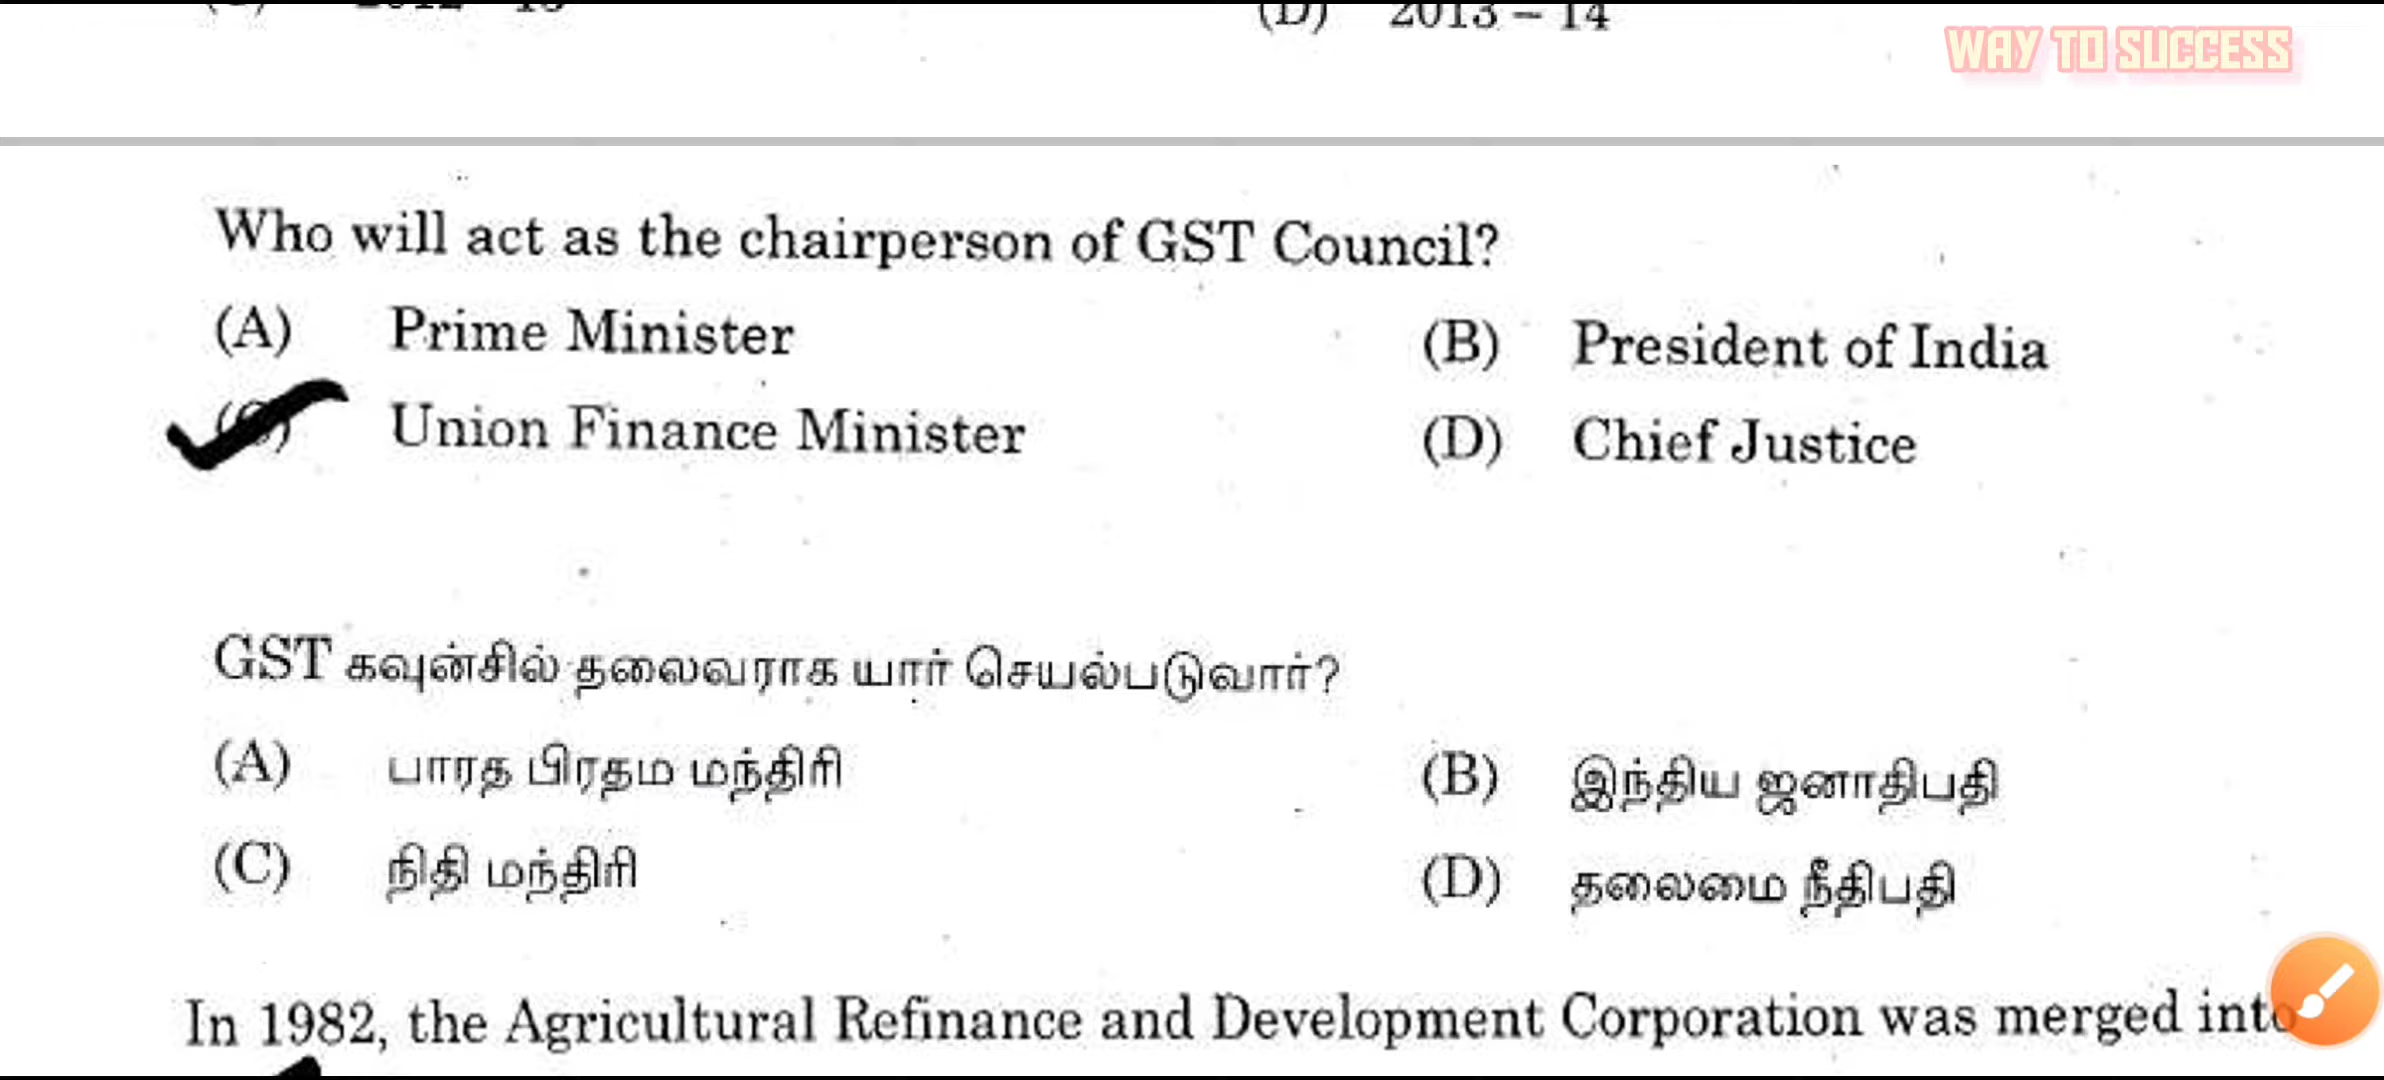 (D) 2013 – 14
WAY TO SUCCESS
Who will act as the chairperson of GST Council?
(A) Prime Minister (B) President of India
(C) Union Finance Minister (D) Chief Justice
GST கவுன்சில் தலைவராக யார் செயல்படுவார்?
(A) பாரத பிரதம மந்திரி (B) இந்திய ஜனாதிபதி
(C) நிதி மந்திரி (D) தலைமை நீதிபதி
In 1982, the Agricultural Refinance and Development Corporation was merged into